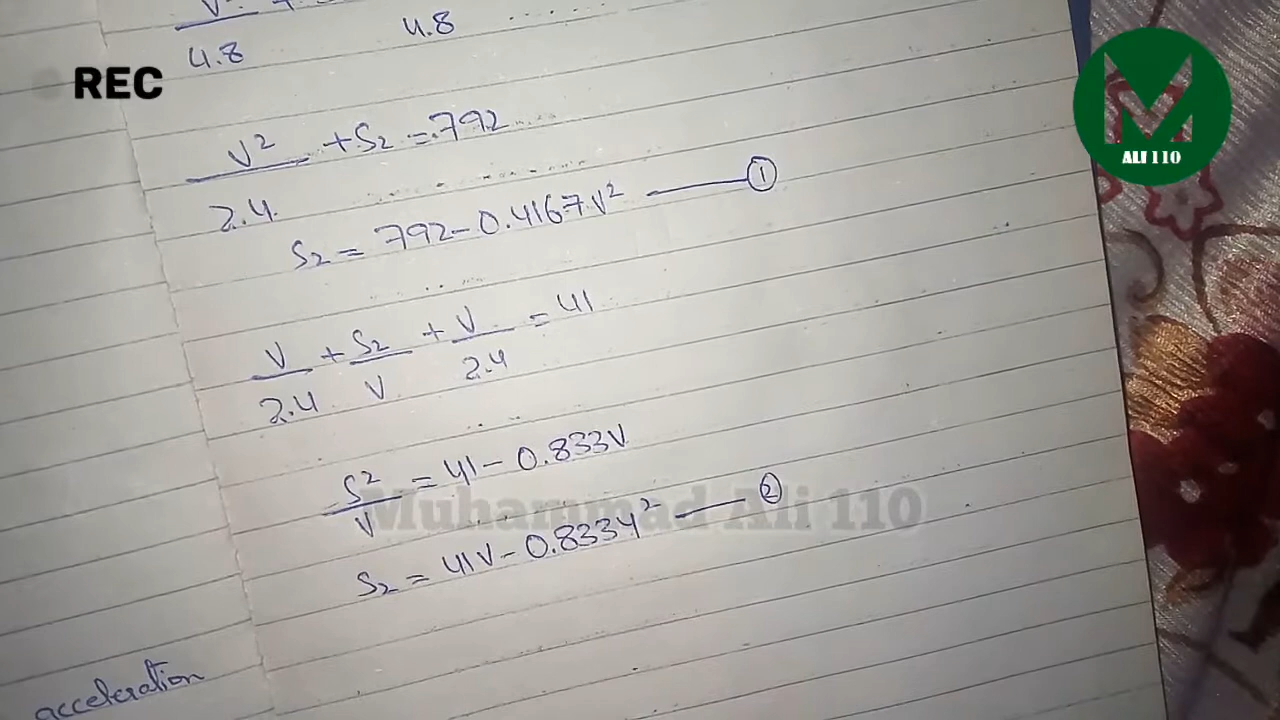 V²
4.8 4.8
REC
V²/2.4 + S₂ = 792
S₂ = 792 - 0.4167V² ——— ①
V/2.4 + S₂/V + V/2.4 = 41
S²/V = 41 - 0.833V
S₂ = 41V - 0.833V² ——— ②
acceleration
M
ALI 110
Muhammad Ali 110